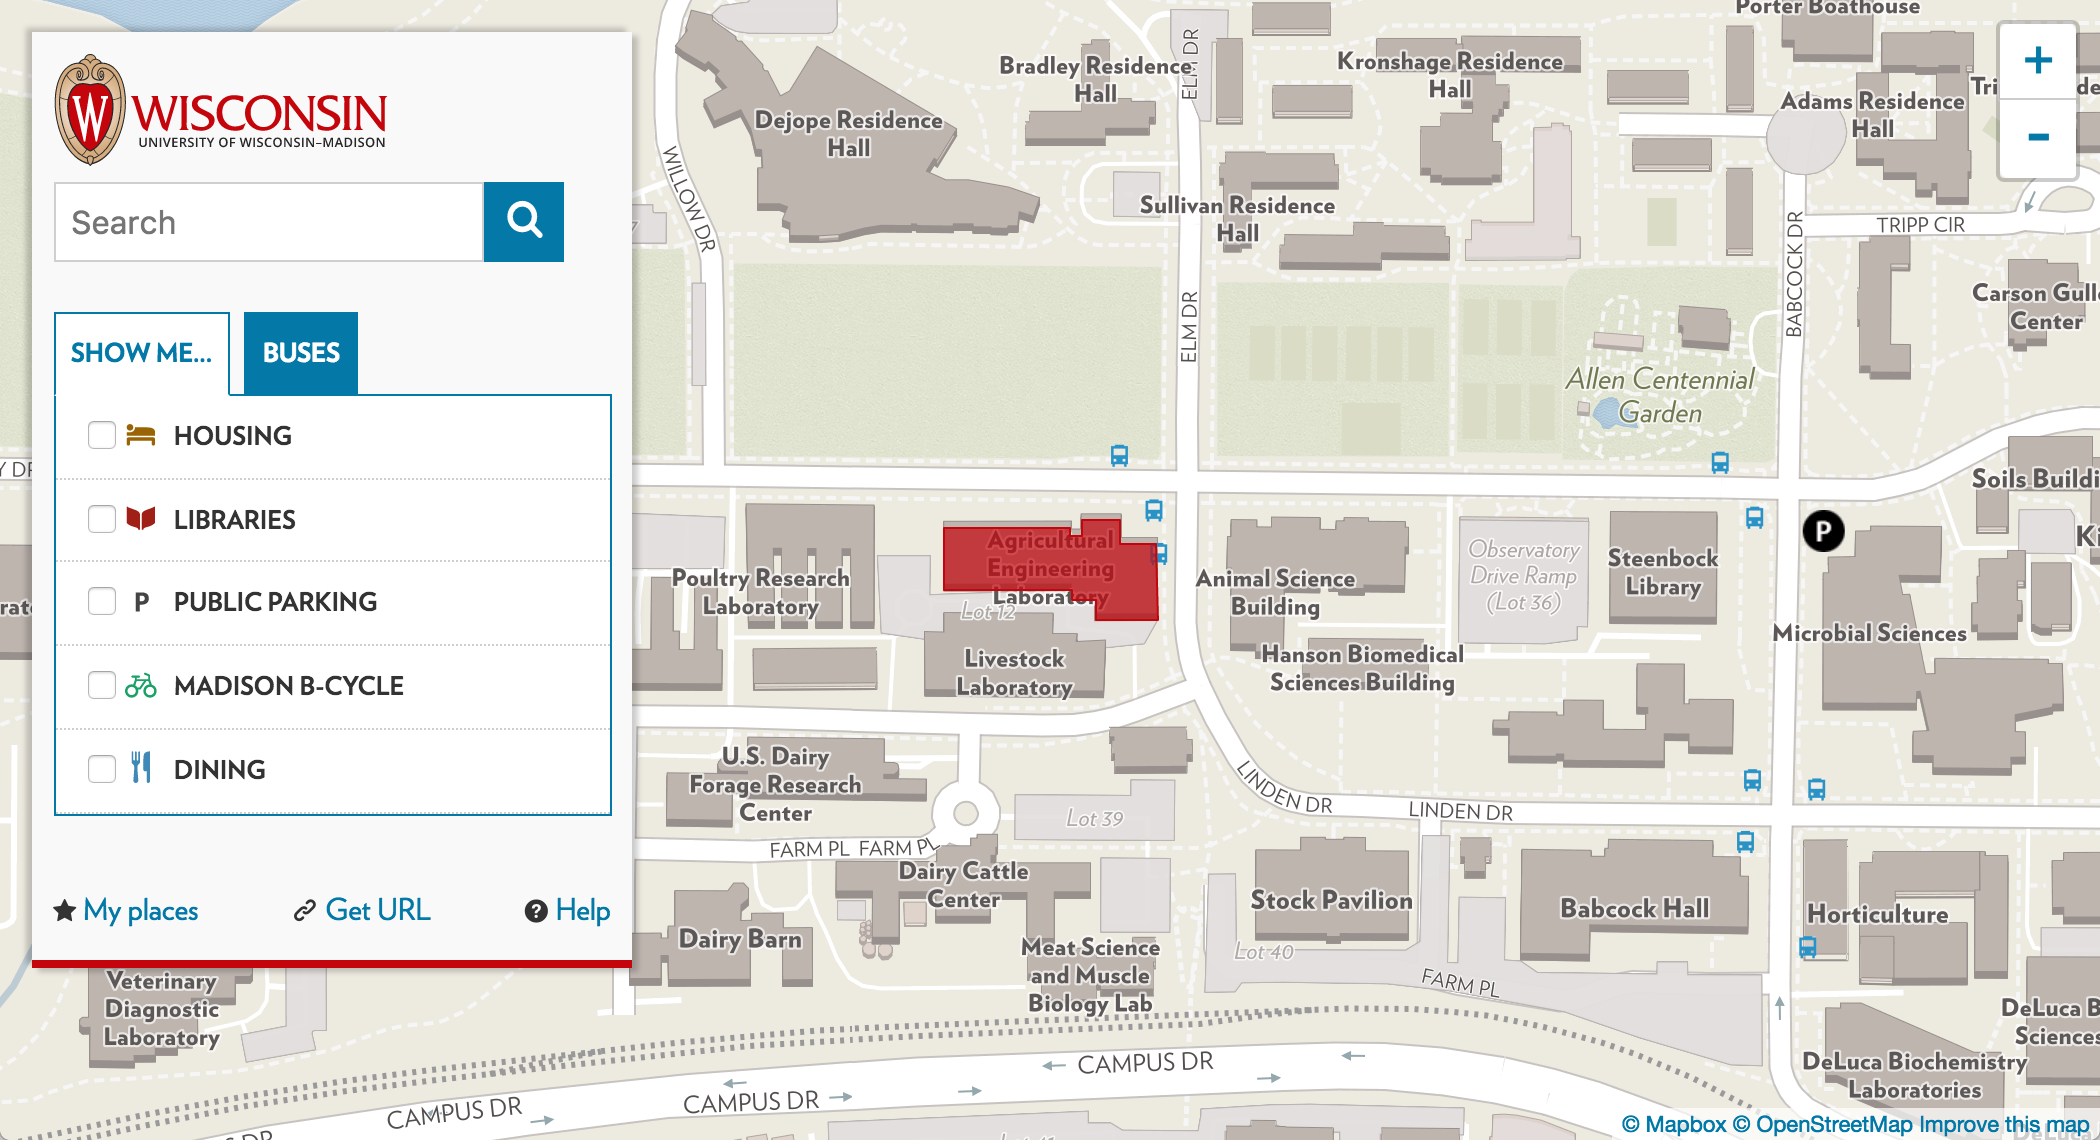 WISCONSIN
UNIVERSITY OF WISCONSIN–MADISON
Search
SHOW ME...
BUSES
HOUSING
LIBRARIES
P
PUBLIC PARKING
MADISON B-CYCLE
DINING
My places
Get URL
? Help
W
+
-
Porter Boathouse
Bradley Residence
Hall
ELM DR
Kronshage Residence
Hall
Adams Residence
Hall
Dejope Residence
Hall
WILLOW DR
Sullivan Residence
Hall
BABCOCK DR
TRIPP CIR
Carson Gull
Center
ELM DR
Allen Centennial
Garden
Soils Buildi
P
Agricultural
Engineering
Laboratory
Lot 12
Poultry Research
Laboratory
Animal Science
Building
Observatory
Drive Ramp
(Lot 36)
Steenbock
Library
Microbial Sciences
Livestock
Laboratory
Hanson Biomedical
Sciences Building
U.S. Dairy
Forage Research
Center
LINDEN DR
LINDEN DR
Lot 39
FARM PL
FARM PL
Dairy Cattle
Center
Stock Pavilion
Babcock Hall
Horticulture
Dairy Barn
Meat Science
and Muscle
Biology Lab
Lot 40
FARM PL
Veterinary
Diagnostic
Laboratory
DeLuca B
Sciences
DeLuca Biochemistry
Laboratories
CAMPUS DR
CAMPUS DR
CAMPUS DR
© Mapbox © OpenStreetMap Improve this map